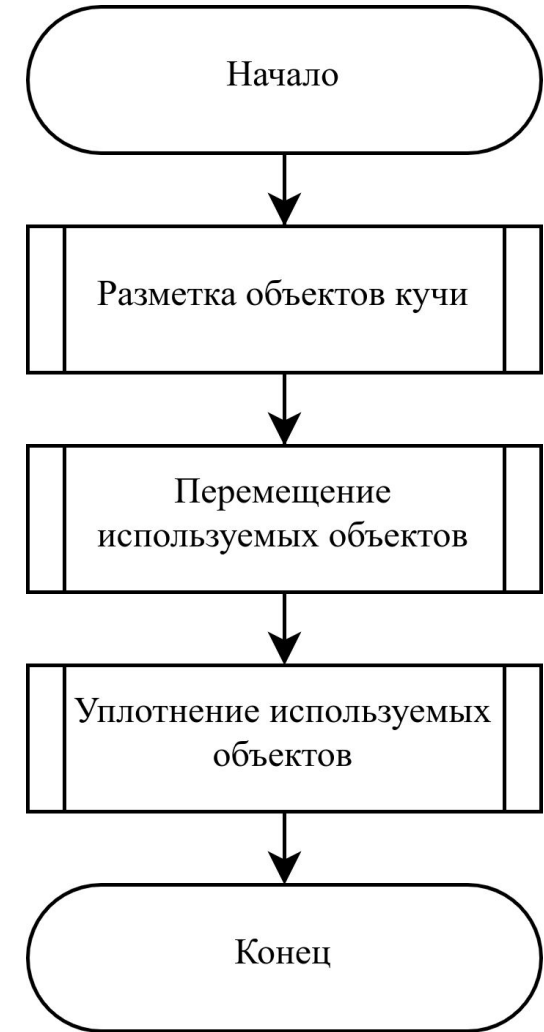 Начало
Разметка объектов кучи
Перемещение
используемых объектов
Уплотнение используемых
объектов
Конец